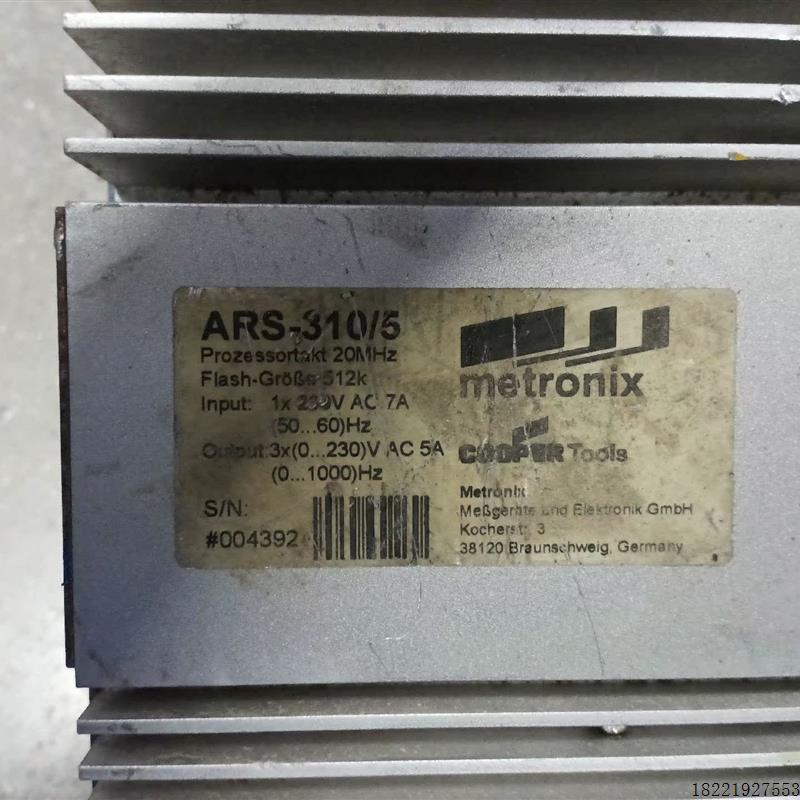 ARS-310/5
Prozessortakt 20MHz
Flash-Größe 512k
Input: 1x 230V AC 7A
(50...60)Hz
Output:3x(0...230)V AC 5A
(0...1000)Hz
S/N:
#004392
metronix
COOPER Tools
Metronix
Meßgeräte und Elektronik GmbH
Kocherstr. 3
38120 Braunschweig, Germany
18221927553